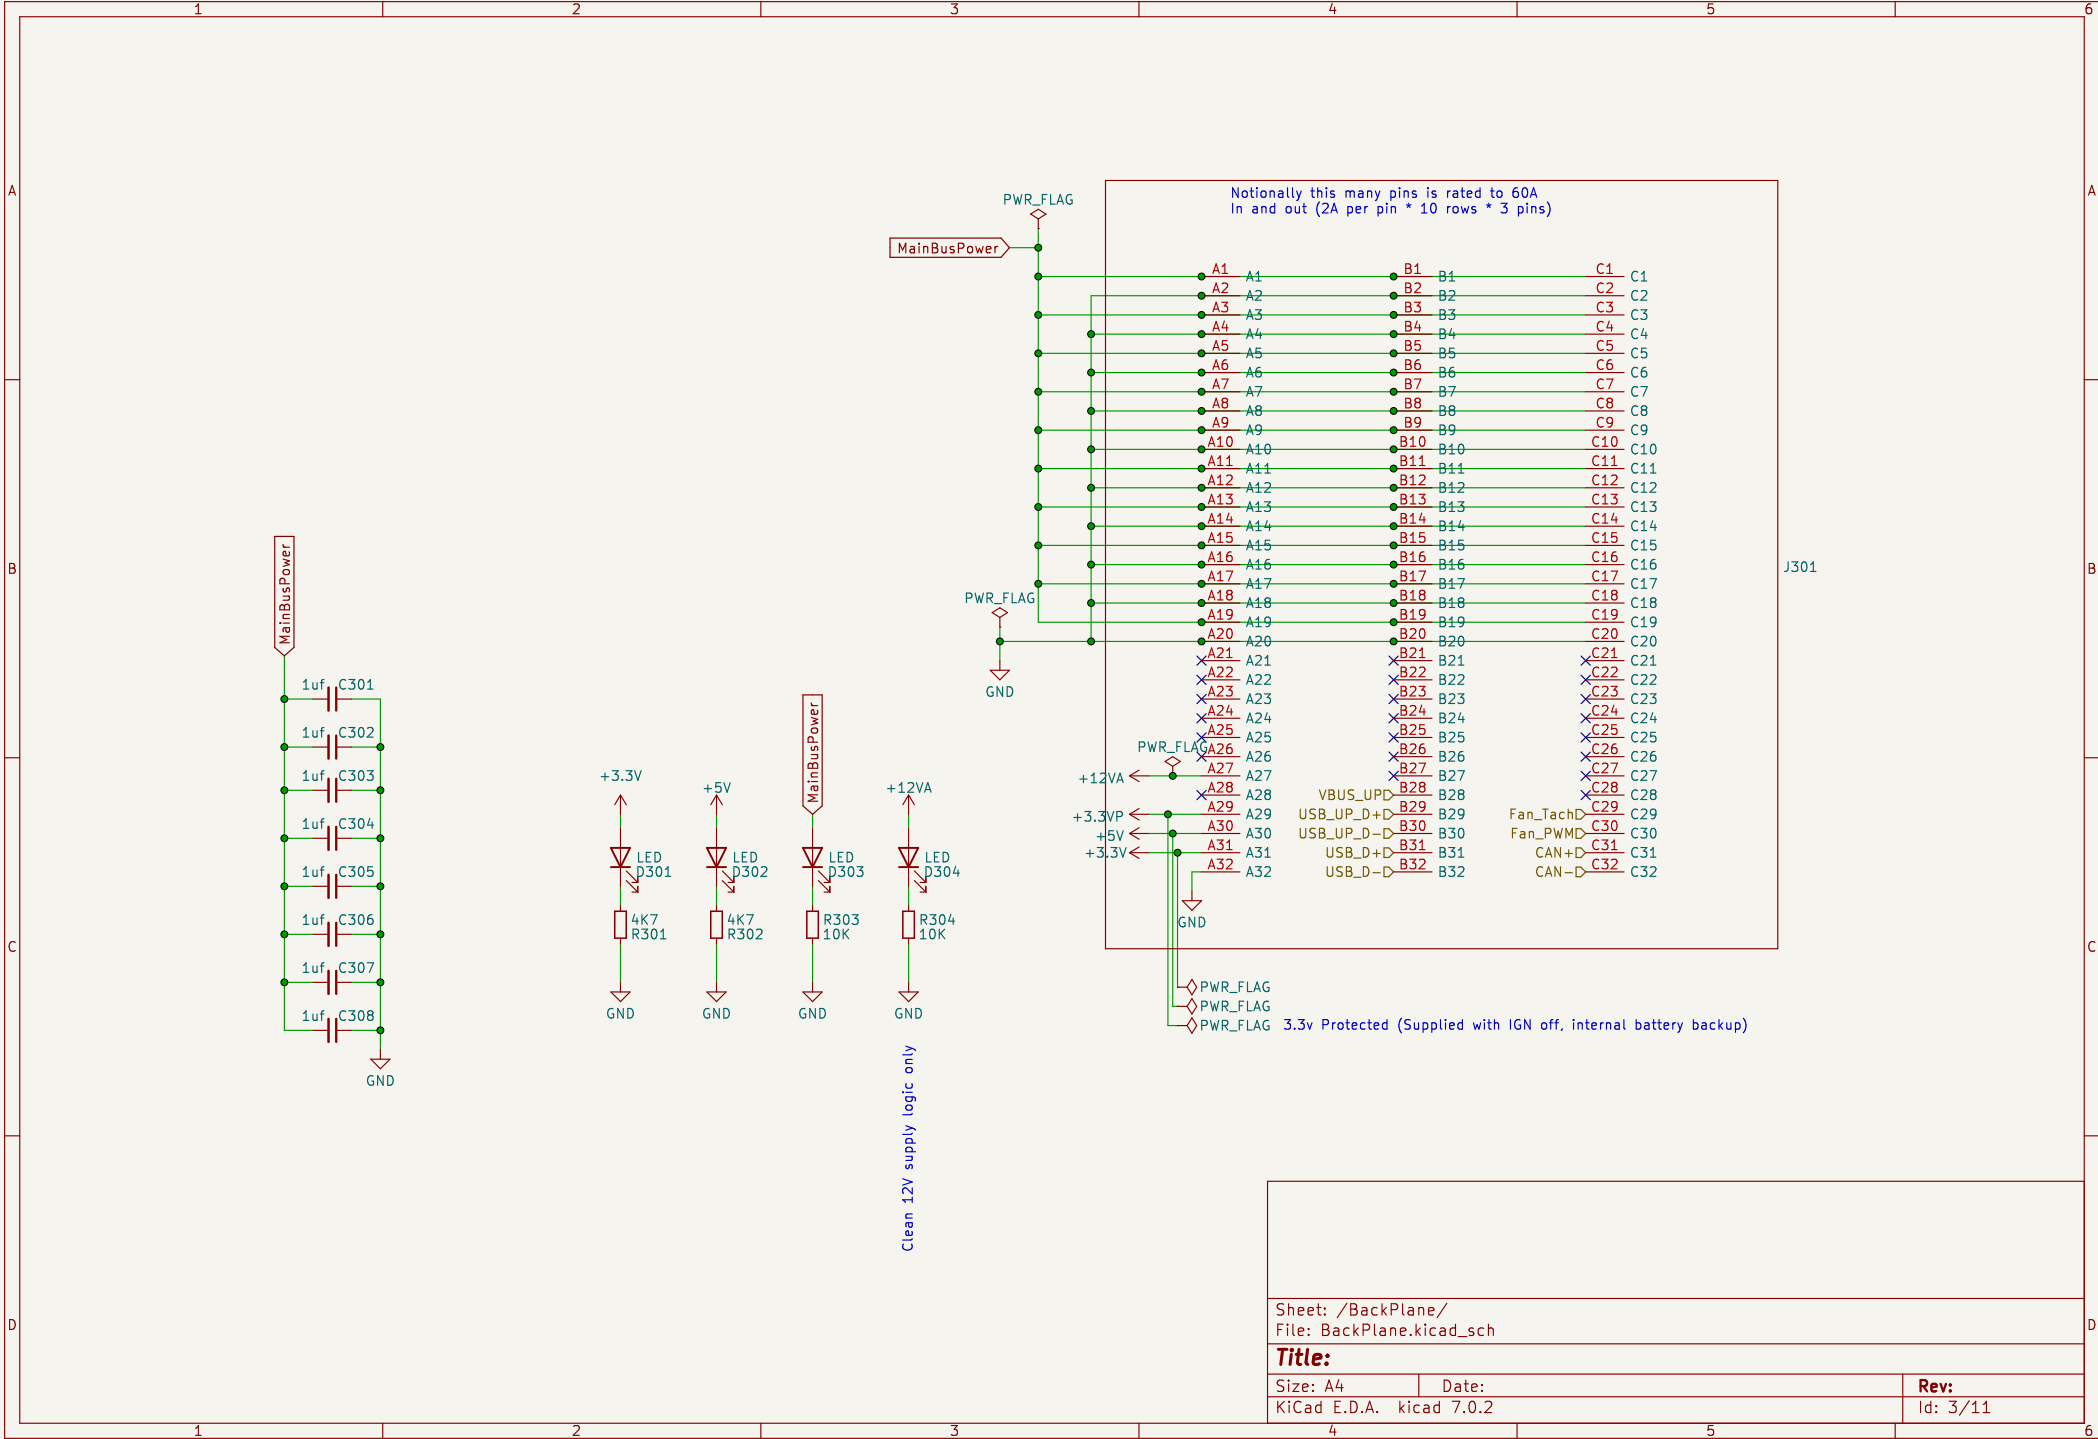 1 2 3 4 5 6
A A
B B
C C
D D
Notionally this many pins is rated to 60A
In and out (2A per pin * 10 rows * 3 pins)
PWR_FLAG
MainBusPower
A1 A1 B1 B1 C1 C1
A2 A2 B2 B2 C2 C2
A3 A3 B3 B3 C3 C3
A4 A4 B4 B4 C4 C4
A5 A5 B5 B5 C5 C5
A6 A6 B6 B6 C6 C6
A7 A7 B7 B7 C7 C7
A8 A8 B8 B8 C8 C8
A9 A9 B9 B9 C9 C9
A10 A10 B10 B10 C10 C10
A11 A11 B11 B11 C11 C11
A12 A12 B12 B12 C12 C12
A13 A13 B13 B13 C13 C13
A14 A14 B14 B14 C14 C14
A15 A15 B15 B15 C15 C15
A16 A16 B16 B16 C16 C16
A17 A17 B17 B17 C17 C17
A18 A18 B18 B18 C18 C18
A19 A19 B19 B19 C19 C19
A20 A20 B20 B20 C20 C20
A21 A21 B21 B21 C21 C21
A22 A22 B22 B22 C22 C22
A23 A23 B23 B23 C23 C23
A24 A24 B24 B24 C24 C24
A25 A25 B25 B25 C25 C25
A26 A26 B26 B26 C26 C26
+12VA A27 A27 B27 B27 C27 C27
A28 A28 VBUS_UP B28 B28 C28 C28
+3.3VP A29 A29 USB_UP_D+ B29 B29 Fan_Tach C29 C29
+5V A30 A30 USB_UP_D- B30 B30 Fan_PWM C30 C30
+3.3V A31 A31 USB_D+ B31 B31 CAN+ C31 C31
A32 A32 USB_D- B32 B32 CAN- C32 C32
J301
PWR_FLAG
GND
PWR_FLAG
GND
PWR_FLAG
PWR_FLAG
PWR_FLAG
3.3v Protected (Supplied with IGN off, internal battery backup)
MainBusPower
1uf C301
1uf C302
1uf C303
1uf C304
1uf C305
1uf C306
1uf C307
1uf C308
GND
+3.3V
LED
D301
4K7
R301
GND
+5V
LED
D302
4K7
R302
GND
MainBusPower
LED
D303
R303
10K
GND
+12VA
LED
D304
R304
10K
GND
Clean 12V supply logic only
Sheet: /BackPlane/
File: BackPlane.kicad_sch
Title:
Size: A4 Date: Rev:
KiCad E.D.A. kicad 7.0.2 Id: 3/11
1 2 3 4 5 6